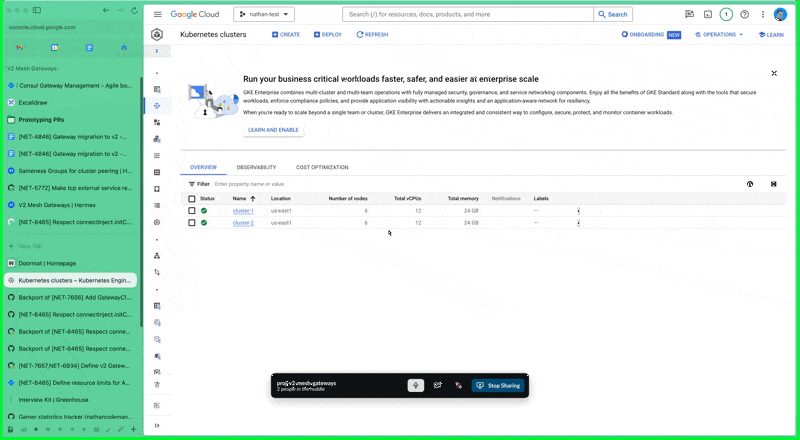 console.cloud.google.com
V2 Mesh Gateways
/ Consul Gateway Management - Agile bo...
Excalidraw
Prototyping PRs
[NET-4846] Gateway migration to v2 -...
[NET-4846] Gateway migration to v2 -...
Sameness Groups for cluster peering | H...
[NET-5772] Make tcp external service re...
V2 Mesh Gateways | Hermes
[NET-6465] Respect connectInject.initC...
New Tab
Doormat | Homepage
Kubernetes clusters – Kubernetes Engin...
Backport of [NET-7656] Add GatewayCl...
[NET-6465] Respect connectInject.initC...
Backport of [NET-6465] Respect conne...
Backport of [NET-6465] Respect conne...
[NET-7657,NET-6934] Define v2 Gatew...
[NET-6465] Define resource limits for A...
Interview Kit | Greenhouse
Gamer statistics tracker (nathancoleman...
Google Cloud
nathan-test
Search (/) for resources, docs, products, and more
Search
1
Kubernetes clusters
CREATE
DEPLOY
REFRESH
ONBOARDING NEW
OPERATIONS
LEARN
Run your business critical workloads faster, safer, and easier at enterprise scale
GKE Enterprise combines multi-cluster and multi-team operations with fully managed security, governance, and service networking components. Enjoy all the benefits of GKE Standard along with the tools that secure
workloads, enforce compliance policies, and provide application visibility with actionable insights and an application-aware network for resiliency.
When you're ready to scale beyond a single team or cluster, GKE Enterprise delivers an integrated and consistent way to configure, secure, protect, and monitor container workloads.
LEARN AND ENABLE
OVERVIEW
OBSERVABILITY
COST OPTIMIZATION
Filter Enter property name or value
Status Name Location Number of nodes Total vCPUs Total memory Notifications Labels
cluster-1 us-east1 6 12 24 GB —
cluster-2 us-east1 6 12 24 GB —
proj-v2-mesh-gateways
2 people in the huddle
Stop Sharing